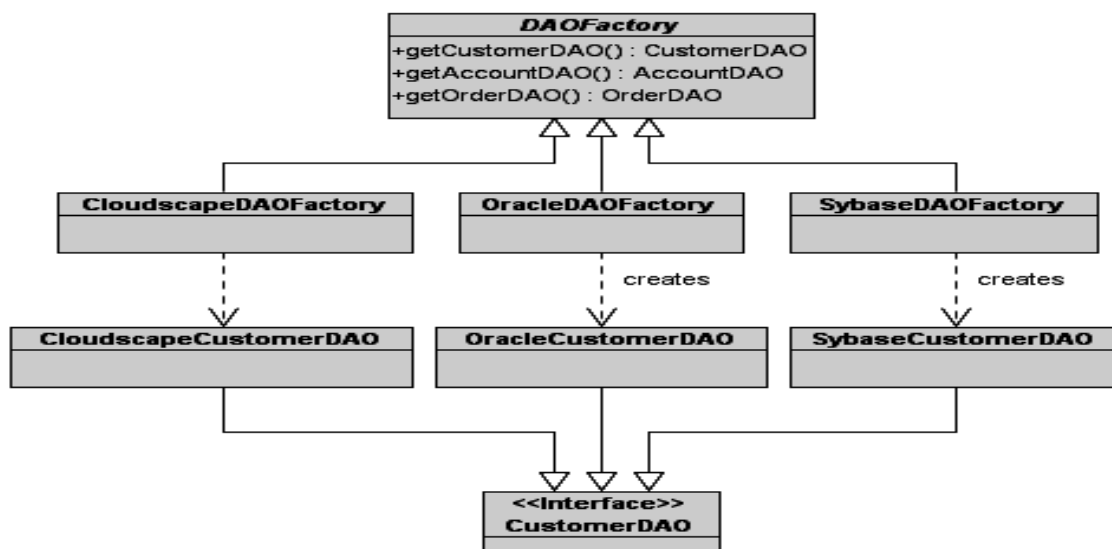 DAOFactory
+getCustomerDAO() : CustomerDAO
+getAccountDAO() : AccountDAO
+getOrderDAO() : OrderDAO
CloudscapeDAOFactory
OracleDAOFactory
SybaseDAOFactory
creates
creates
CloudscapeCustomerDAO
OracleCustomerDAO
SybaseCustomerDAO
<<Interface>>
CustomerDAO